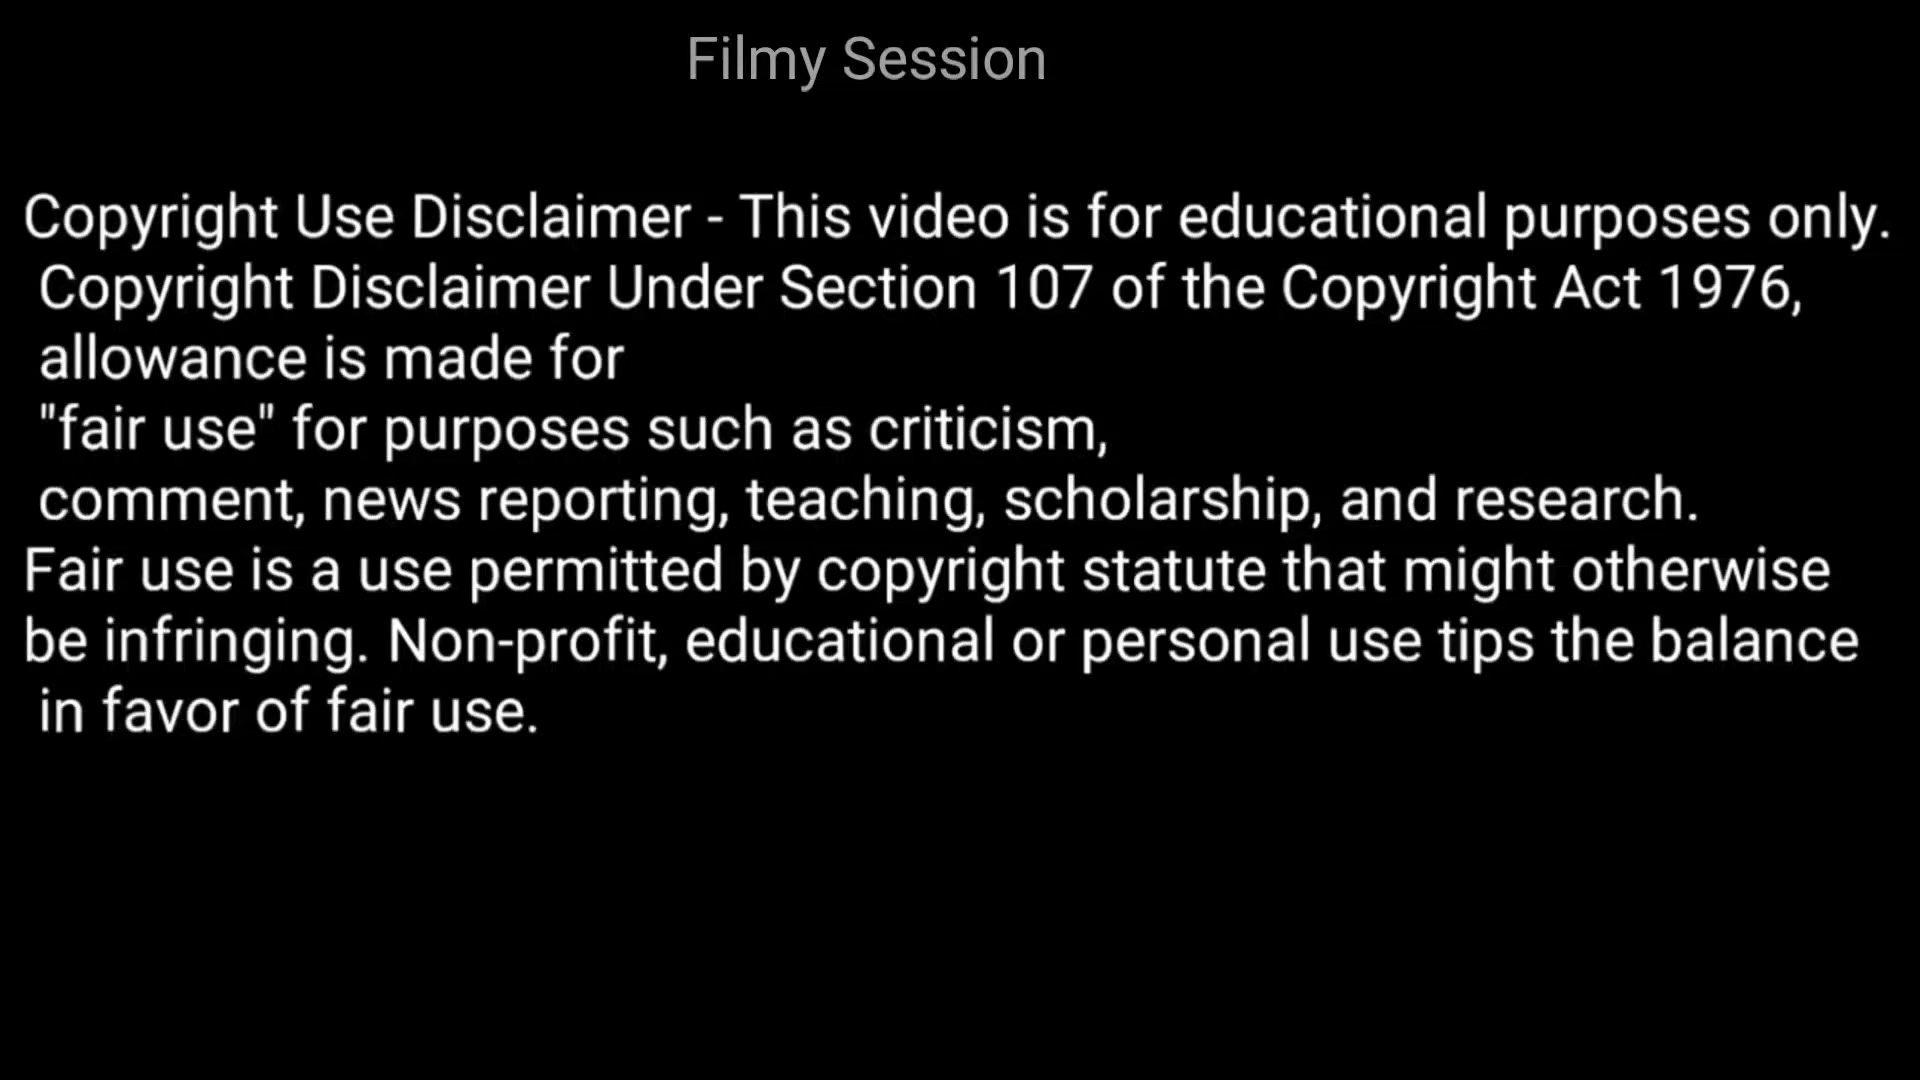 Filmy Session
Copyright Use Disclaimer - This video is for educational purposes only.
Copyright Disclaimer Under Section 107 of the Copyright Act 1976,
allowance is made for
"fair use" for purposes such as criticism,
comment, news reporting, teaching, scholarship, and research.
Fair use is a use permitted by copyright statute that might otherwise
be infringing. Non-profit, educational or personal use tips the balance
in favor of fair use.